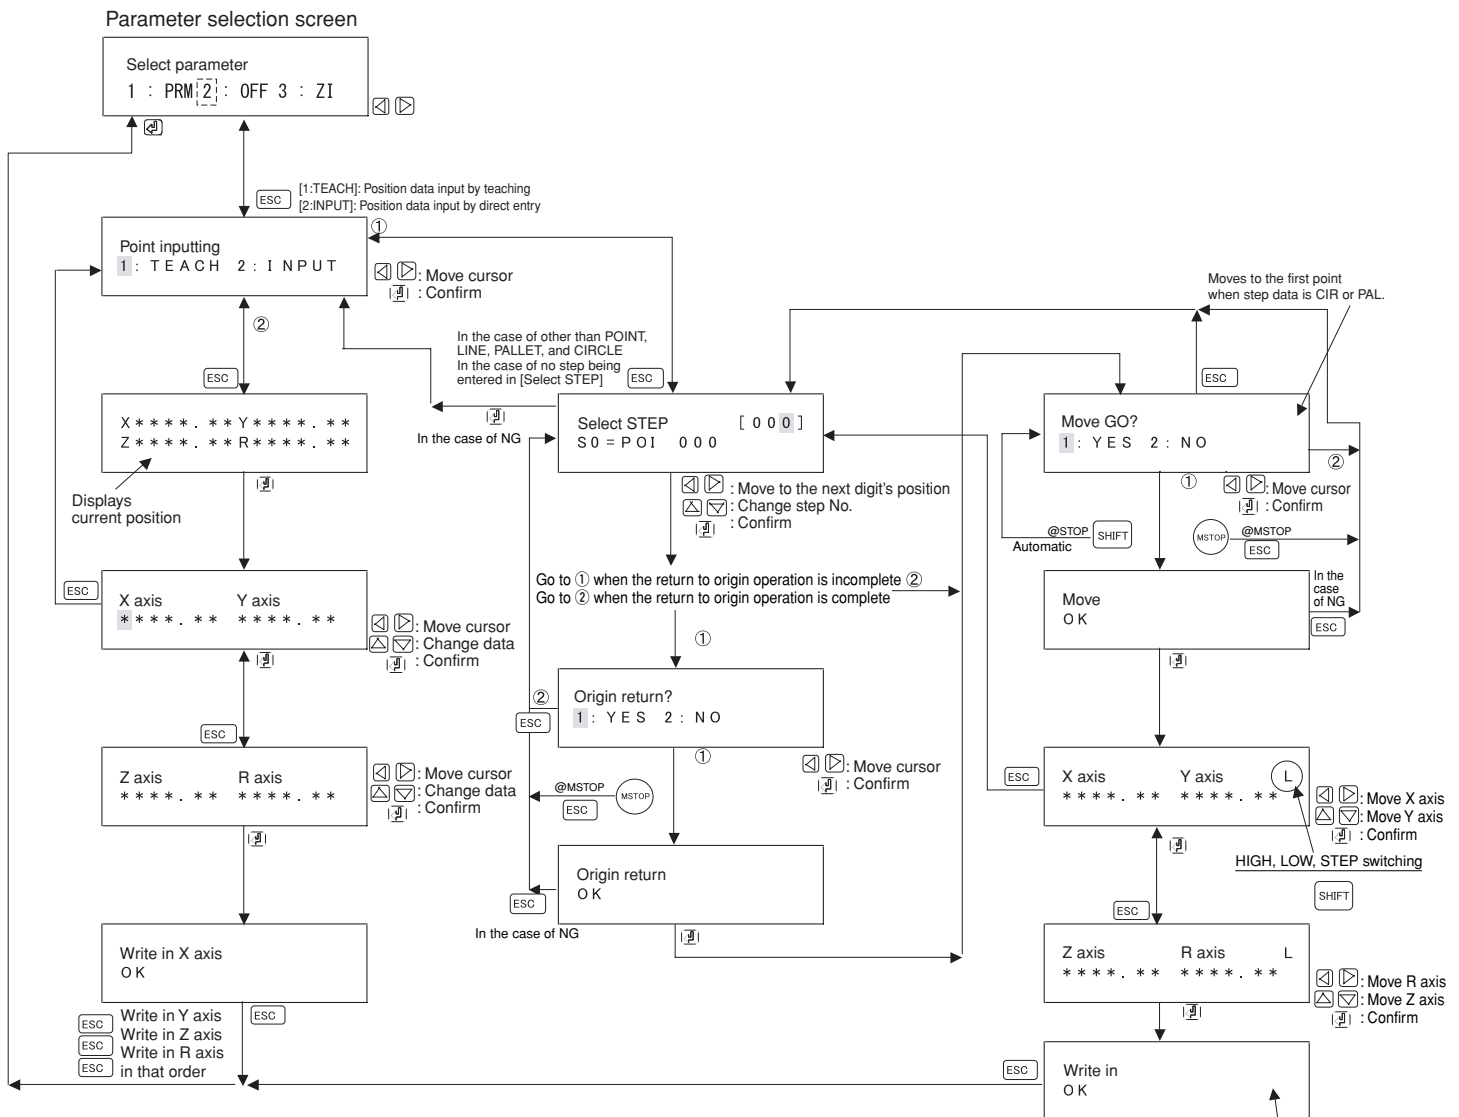 Parameter selection screen
Select parameter
1 : PRM 2 : OFF 3 : ZI
ESC
[1:TEACH]: Position data input by teaching
[2:INPUT]: Position data input by direct entry
①
Point inputting
1: TEACH 2: INPUT
: Move cursor
: Confirm
②
ESC
X****.**Y****.**
Z****.**R****.**
Displays
current position
ESC
X axis Y axis
****.** ****.**
: Move cursor
: Change data
: Confirm
ESC
Z axis R axis
****.** ****.**
: Move cursor
: Change data
: Confirm
Write in X axis
OK
ESC
ESC Write in Y axis
ESC Write in Z axis
ESC Write in R axis
in that order
In the case of other than POINT,
LINE, PALLET, and CIRCLE
In the case of no step being
entered in [Select STEP]
ESC
In the case of NG
Select STEP [000]
S0=POI 000
: Move to the next digit's position
: Change step No.
: Confirm
Go to ① when the return to origin operation is incomplete ②
Go to ② when the return to origin operation is complete
①
②
ESC
Origin return?
1: YES 2: NO
①
: Move cursor
: Confirm
@MSTOP
ESC
MSTOP
Origin return
OK
ESC
In the case of NG
Moves to the first point
when step data is CIR or PAL.
ESC
Move GO?
1: YES 2: NO
②
①
: Move cursor
: Confirm
@STOP
Automatic
SHIFT
MSTOP
@MSTOP
ESC
Move
OK
In the
case
of NG
ESC
ESC
X axis Y axis L
****.** ****.**
: Move X axis
: Move Y axis
: Confirm
HIGH, LOW, STEP switching
SHIFT
ESC
Z axis R axis L
****.** ****.**
: Move R axis
: Move Z axis
: Confirm
ESC
Write in
OK